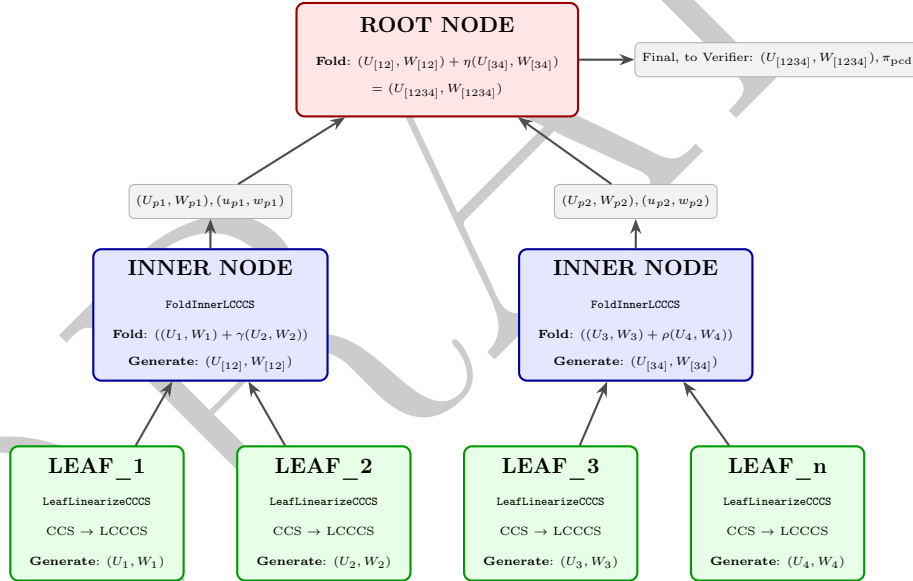 ROOT NODE
Fold: (U_{[12]}, W_{[12]}) + η(U_{[34]}, W_{[34]})
= (U_{[1234]}, W_{[1234]})
Final, to Verifier: (U_{[1234]}, W_{[1234]}), π_{pcd}
(U_{p1}, W_{p1}), (u_{p1}, w_{p1})
(U_{p2}, W_{p2}), (u_{p2}, w_{p2})
INNER NODE
FoldInnerLCCCS
Fold: ((U_1, W_1) + γ(U_2, W_2))
Generate: (U_{[12]}, W_{[12]})
INNER NODE
FoldInnerLCCCS
Fold: ((U_3, W_3) + ρ(U_4, W_4))
Generate: (U_{[34]}, W_{[34]})
LEAF_1
LeafLinearizeCCCS
CCS → LCCCS
Generate: (U_1, W_1)
LEAF_2
LeafLinearizeCCCS
CCS → LCCCS
Generate: (U_2, W_2)
LEAF_3
LeafLinearizeCCCS
CCS → LCCCS
Generate: (U_3, W_3)
LEAF_n
LeafLinearizeCCCS
CCS → LCCCS
Generate: (U_4, W_4)